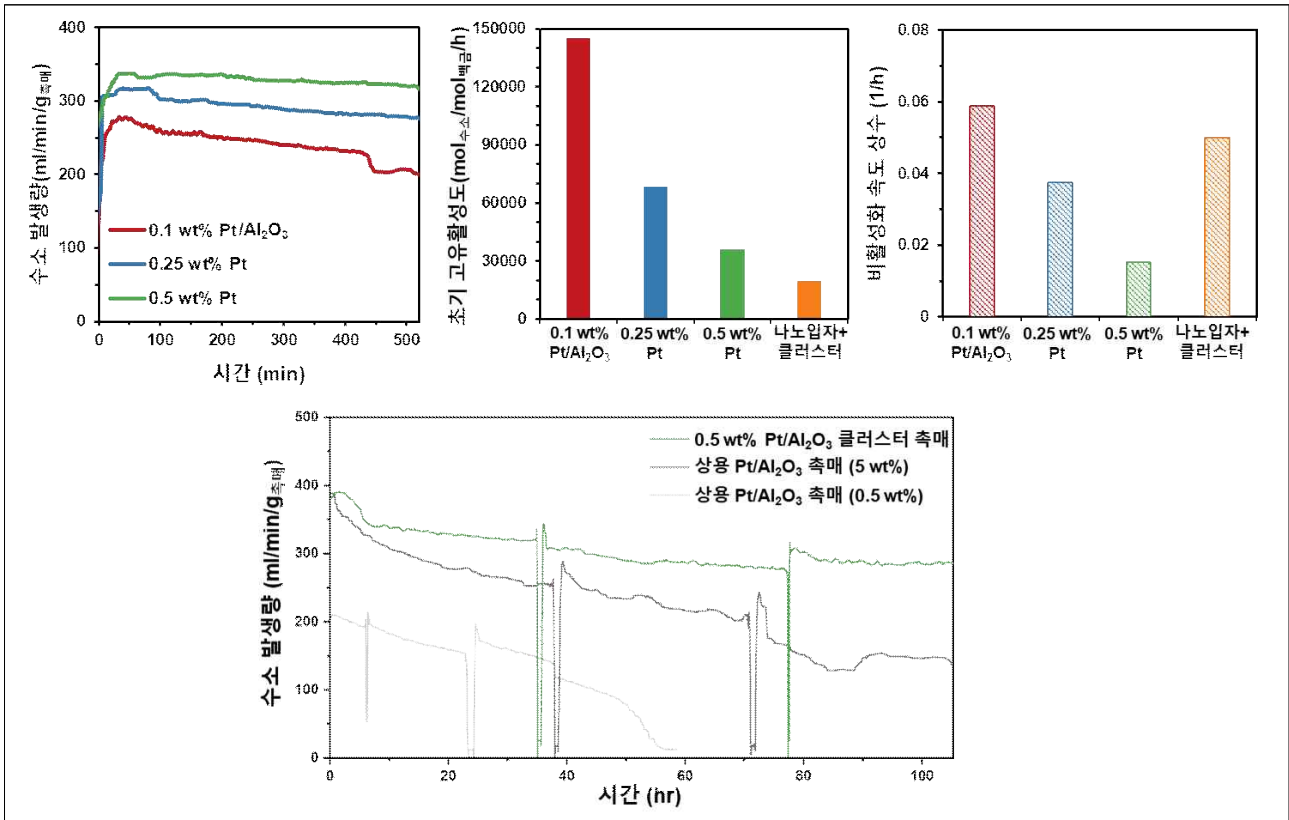 수소 발생량(ml/min/g촉매)
400
300
200
100
0
0.1 wt% Pt/Al₂O₃
0.25 wt% Pt
0.5 wt% Pt
0 100 200 300 400 500
시간 (min)
초기 고유활성도(mol수소/mol백금/h)
150000
120000
90000
60000
30000
0
0.1 wt% 0.25 wt% 0.5 wt% 나노입자+
Pt/Al₂O₃ Pt Pt 클러스터
비활성화 속도 상수 (1/h)
0.08
0.06
0.04
0.02
0
0.1 wt% 0.25 wt% 0.5 wt% 나노입자+
Pt/Al₂O₃ Pt Pt 클러스터
수소 발생량 (ml/min/g촉매)
500
400
300
200
100
0
0.5 wt% Pt/Al₂O₃ 클러스터 촉매
상용 Pt/Al₂O₃ 촉매 (5 wt%)
상용 Pt/Al₂O₃ 촉매 (0.5 wt%)
0 20 40 60 80 100
시간 (hr)